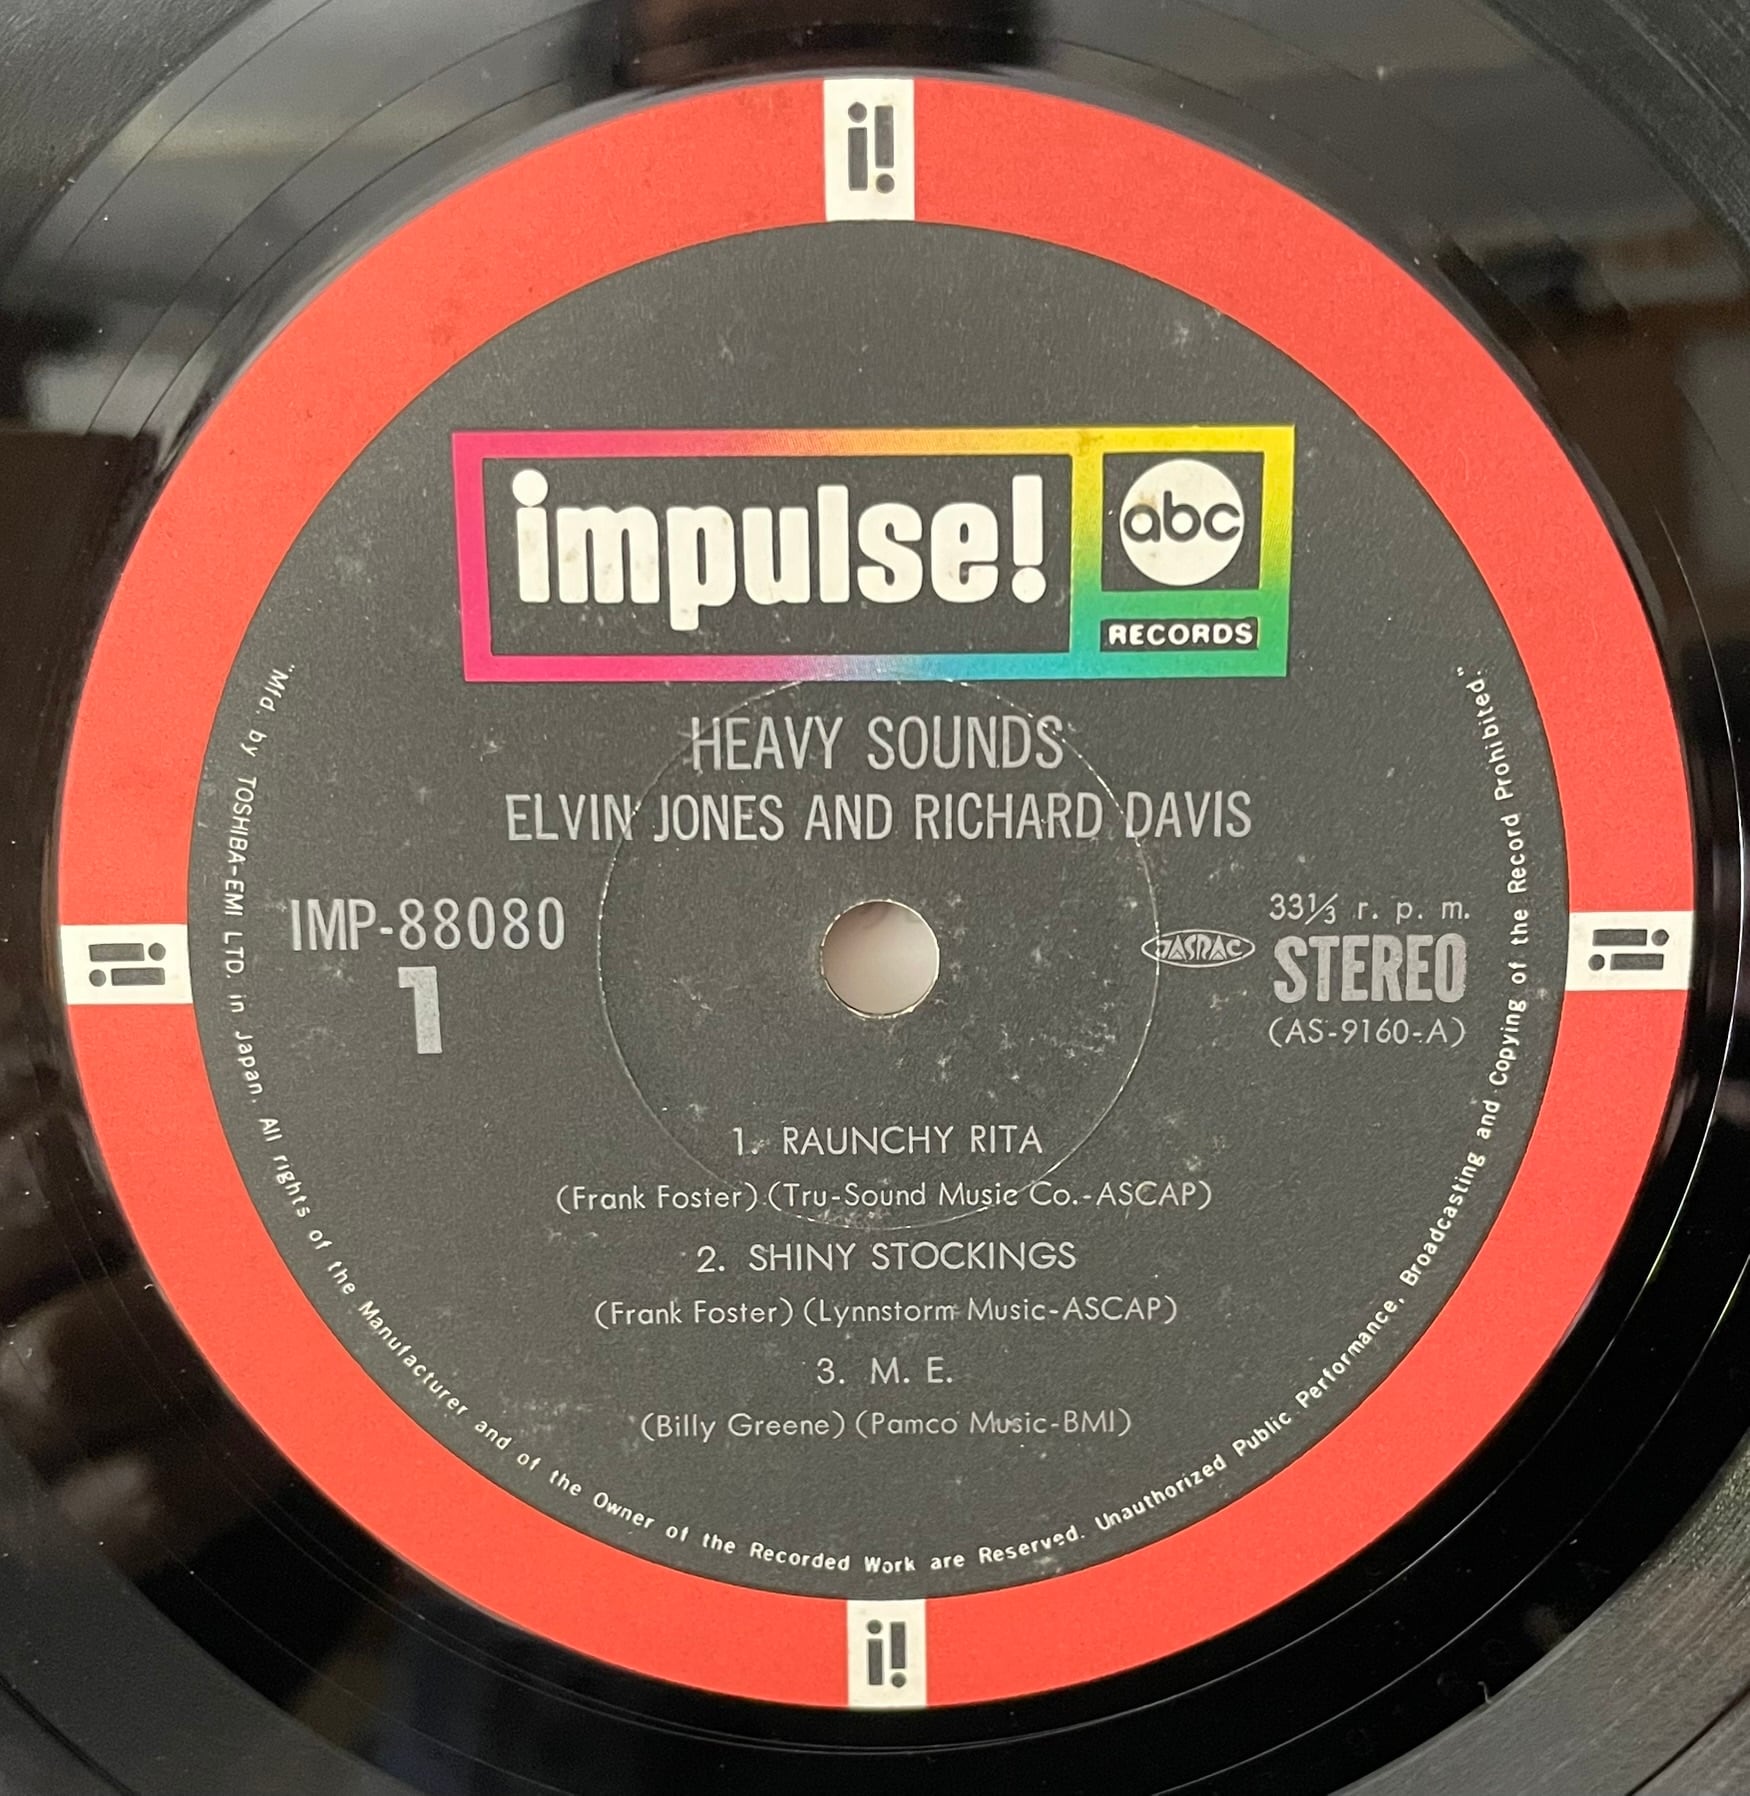 i!
impulse!
abc
RECORDS
HEAVY SOUNDS
ELVIN JONES AND RICHARD DAVIS
IMP-88080
1
JASRAC
33⅓ r. p. m.
STEREO
(AS-9160-A)
1. RAUNCHY RITA
(Frank Foster) (Tru-Sound Music Co.-ASCAP)
2. SHINY STOCKINGS
(Frank Foster) (Lynnstorm Music-ASCAP)
3. M. E.
(Billy Greene) (Pamco Music-BMI)
"Mfd. by TOSHIBA-EMI LTD. in Japan. All rights of the Manufacturer and of the Owner of the Recorded Work are Reserved. Unauthorized Public Performance, Broadcasting and Copying of the Record Prohibited."
i!
i!
i!